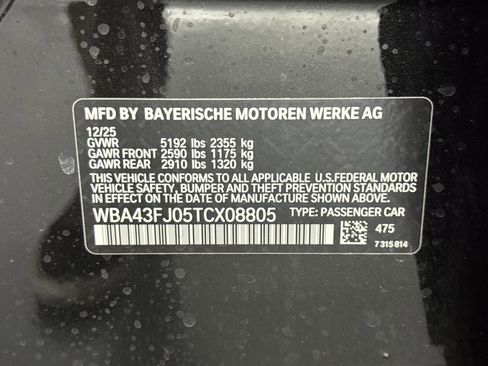 MFD BY BAYERISCHE MOTOREN WERKE AG
12/25
GVWR 5192 lbs 2355 kg
GAWR FRONT 2590 lbs 1175 kg
GAWR REAR 2910 lbs 1320 kg
THIS VEHICLE CONFORMS TO ALL APPLICABLE U.S.FEDERAL MOTOR
VEHICLE SAFETY, BUMPER AND THEFT PREVENTION STANDARDS IN
EFFECT ON THE DATE OF MANUFACTURE SHOWN ABOVE.
WBA43FJ05TCX08805 TYPE: PASSENGER CAR
475
7 315 814